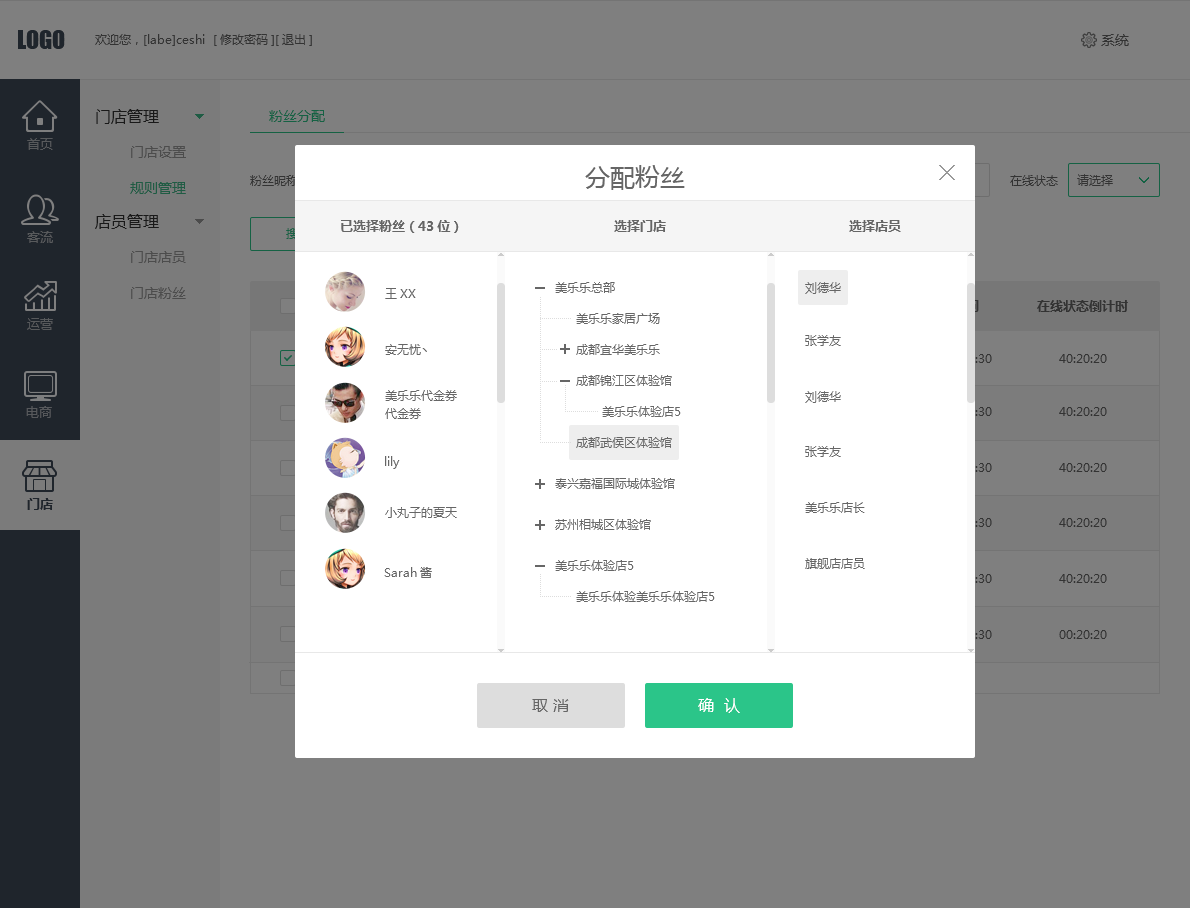 LOGO
欢迎您，[labe]ceshi [ 修改密码 ][ 退出 ]
系统
首页
客流
运营
电商
门店
门店管理
门店设置
规则管理
店员管理
门店店员
门店粉丝
粉丝分配
粉丝昵称
在线状态
请选择
在线状态倒计时
:30
40:20:20
40:20:20
:30
40:20:20
:30
40:20:20
:30
40:20:20
:30
00:20:20
分配粉丝
已选择粉丝 ( 43 位 )
选择门店
选择店员
王 XX
安无忧丶
美乐乐代金券
代金券
lily
小丸子的夏天
Sarah 酱
美乐乐总部
美乐乐家居广场
成都宜华美乐乐
成都锦江区体验馆
美乐乐体验店5
成都武侯区体验馆
泰兴嘉福国际城体验馆
苏州相城区体验馆
美乐乐体验店5
美乐乐体验美乐乐体验店5
刘德华
张学友
刘德华
张学友
美乐乐店长
旗舰店店员
取 消
确 认